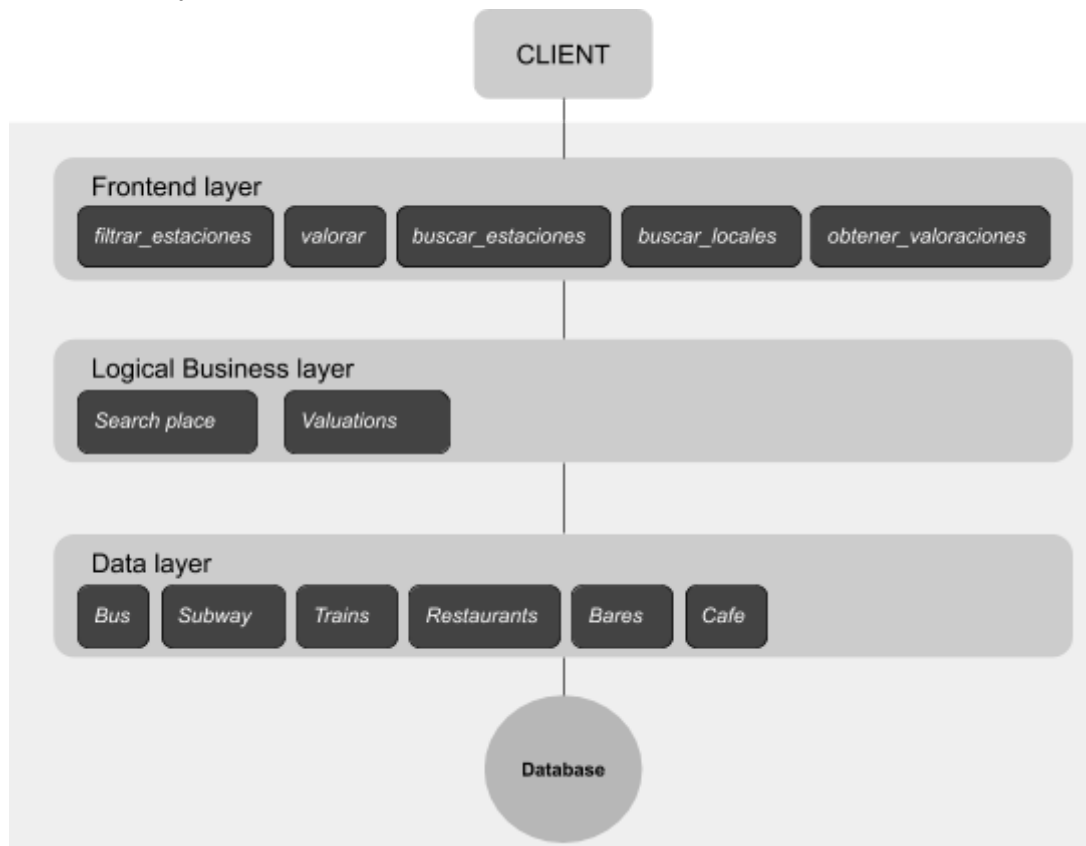 CLIENT
Frontend layer
filtrar_estaciones valorar buscar_estaciones buscar_locales obtener_valoraciones
Logical Business layer
Search place Valuations
Data layer
Bus Subway Trains Restaurants Bares Cafe
Database